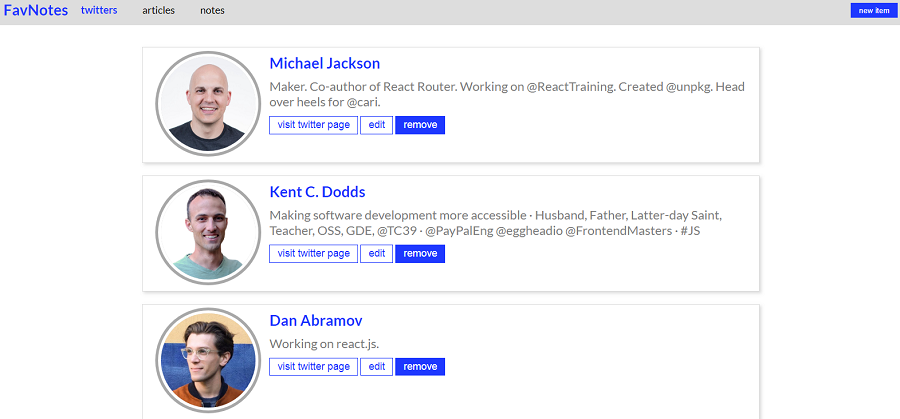 FavNotes twitters articles notes new item
Michael Jackson
Maker. Co-author of React Router. Working on @ReactTraining. Created @unpkg. Head
over heels for @cari.
visit twitter page edit remove
Kent C. Dodds
Making software development more accessible · Husband, Father, Latter-day Saint,
Teacher, OSS, GDE, @TC39 · @PayPalEng @eggheadio @FrontendMasters · #JS
visit twitter page edit remove
Dan Abramov
Working on react.js.
visit twitter page edit remove